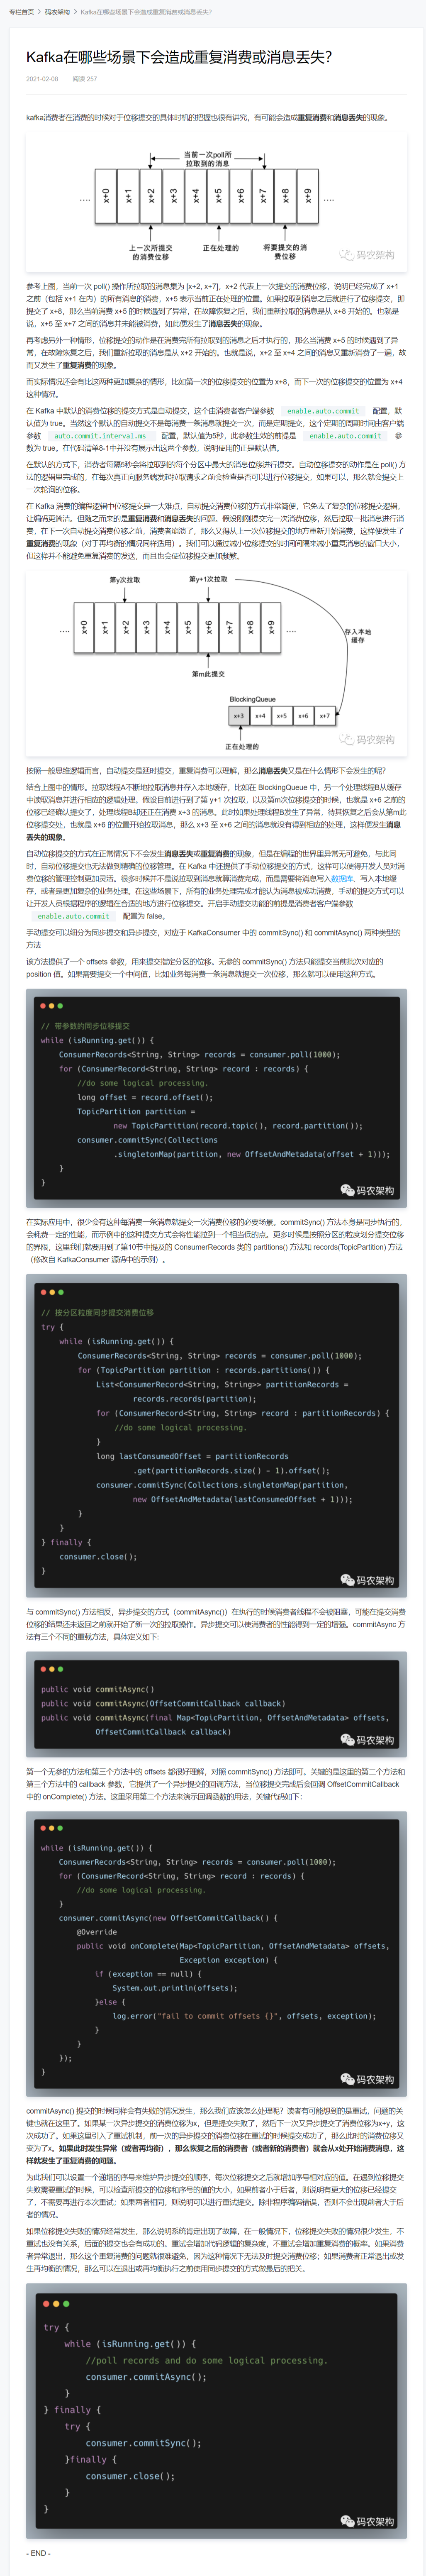 专栏首页 > 码农架构 > Kafka在哪些场景下会造成重复消费或消息丢失?
Kafka在哪些场景下会造成重复消费或消息丢失?
2021-02-08 阅读 257
kafka消费者在消费的时候对于位移提交的具体时机的把握也很有讲究，有可能会造成重复消费和消息丢失的现象。
当前一次poll所
拉取到的消息
....
x+0
x+1
x+2
x+3
x+4
x+5
x+6
x+7
x+8
x+9
....
上一次所提交
的消费位移
正在处理的
将要提交的消
费位移
码农架构
参考上图，当前一次 poll() 操作所拉取的消息集为 [x+2, x+7]，x+2 代表上一次提交的消费位移，说明已经完成了 x+1
之前（包括 x+1 在内）的所有消息的消费，x+5 表示当前正在处理的位置。如果拉取到消息之后就进行了位移提交，即
提交了 x+8，那么当前消费 x+5 的时候遇到了异常，在故障恢复之后，我们重新拉取的消息是从 x+8 开始的。也就是
说，x+5 至 x+7 之间的消息并未能被消费，如此便发生了消息丢失的现象。
再考虑另外一种情形，位移提交的动作是在消费完所有拉取到的消息之后才执行的，那么当消费 x+5 的时候遇到了异
常，在故障恢复之后，我们重新拉取的消息是从 x+2 开始的。也就是说，x+2 至 x+4 之间的消息又重新消费了一遍，故
而又发生了重复消费的现象。
而实际情况还会有比这两种更加复杂的情形，比如第一次的位移提交的位置为 x+8，而下一次的位移提交的位置为 x+4
这种情况。
在 Kafka 中默认的消费位移的提交方式是自动提交，这个由消费者客户端参数 enable.auto.commit 配置，默
认值为 true。当然这个默认的自动提交不是每消费一条消息就提交一次，而是定期提交，这个定期的周期时间由客户端
参数 auto.commit.interval.ms 配置，默认值为5秒，此参数生效的前提是 enable.auto.commit 参
数为 true。在代码清单8-1中并没有展示出这两个参数，说明使用的正是默认值。
在默认的方式下，消费者每隔5秒会将拉取到的每个分区中最大的消息位移进行提交。自动位移提交的动作是在 poll() 方
法的逻辑里完成的，在每次真正向服务端发起拉取请求之前会检查是否可以进行位移提交，如果可以，那么就会提交上
一次轮询的位移。
在 Kafka 消费的编程逻辑中位移提交是一大难点，自动提交消费位移的方式非常简便，它免去了复杂的位移提交逻辑，
让编码更简洁。但随之而来的是重复消费和消息丢失的问题。假设刚刚提交完一次消费位移，然后拉取一批消息进行消
费，在下一次自动提交消费位移之前，消费者崩溃了，那么又得从上一次位移提交的地方重新开始消费，这样便发生了
重复消费的现象（对于再均衡的情况同样适用）。我们可以通过减小位移提交的时间间隔来减小重复消息的窗口大小，
但这样并不能避免重复消费的发送，而且也会使位移提交更加频繁。
第y次拉取
第y+1次拉取
....
x+0
x+1
x+2
x+3
x+4
x+5
x+6
x+7
x+8
x+9
....
存入本地
缓存
第m此提交
BlockingQueue
x+3
x+4
x+5
x+6
x+7
正在处理的
码农架构
按照一般思维逻辑而言，自动提交是延时提交，重复消费可以理解，那么消息丢失又是在什么情形下会发生的呢?
结合上图中的情形。拉取线程A不断地拉取消息并存入本地缓存，比如在 BlockingQueue 中，另一个处理线程B从缓存
中读取消息并进行相应的逻辑处理。假设目前进行到了第 y+1 次拉取，以及第m次位移提交的时候，也就是 x+6 之前的
位移已经确认提交了，处理线程B却还正在消费 x+3 的消息。此时如果处理线程B发生了异常，待其恢复之后会从第m此
位移提交处，也就是 x+6 的位置开始拉取消息，那么 x+3 至 x+6 之间的消息就没有得到相应的处理，这样便发生消息
丢失的现象。
自动位移提交的方式在正常情况下不会发生消息丢失或重复消费的现象，但是在编程的世界里异常无可避免，与此同
时，自动位移提交也无法做到精确的位移管理。在 Kafka 中还提供了手动位移提交的方式，这样可以使得开发人员对消
费位移的管理控制更加灵活。很多时候并不是说拉取到消息就算消费完成，而是需要将消息写入数据库、写入本地缓
存，或者是更加复杂的业务处理。在这些场景下，所有的业务处理完成才能认为消息被成功消费，手动的提交方式可以
让开发人员根据程序的逻辑在合适的地方进行位移提交。开启手动提交功能的前提是消费者客户端参数
enable.auto.commit 配置为 false。
手动提交可以细分为同步提交和异步提交，对应于 KafkaConsumer 中的 commitSync() 和 commitAsync() 两种类型的
方法
该方法提供了一个 offsets 参数，用来提交指定分区的位移。无参的 commitSync() 方法只能提交当前批次对应的
position 值。如果需要提交一个中间值，比如业务每消费一条消息就提交一次位移，那么就可以使用这种方式。
// 带参数的同步位移提交
while (isRunning.get()) {
ConsumerRecords<String, String> records = consumer.poll(1000);
for (ConsumerRecord<String, String> record : records) {
//do some logical processing.
long offset = record.offset();
TopicPartition partition =
new TopicPartition(record.topic(), record.partition());
consumer.commitSync(Collections
.singletonMap(partition, new OffsetAndMetadata(offset + 1)));
}
}
码农架构
在实际应用中，很少会有这种每消费一条消息就提交一次消费位移的必要场景。commitSync() 方法本身是同步执行的，
会耗费一定的性能，而示例中的这种提交方式会将性能拉到一个相当低的点。更多时候是按照分区的粒度划分提交位移
的界限，这里我们就要用到了第10节中提及的 ConsumerRecords 类的 partitions() 方法和 records(TopicPartition) 方法
（修改自 KafkaConsumer 源码中的示例）。
// 按分区粒度同步提交消费位移
try {
while (isRunning.get()) {
ConsumerRecords<String, String> records = consumer.poll(1000);
for (TopicPartition partition : records.partitions()) {
List<ConsumerRecord<String, String>> partitionRecords =
records.records(partition);
for (ConsumerRecord<String, String> record : partitionRecords) {
//do some logical processing.
}
long lastConsumedOffset = partitionRecords
.get(partitionRecords.size() - 1).offset();
consumer.commitSync(Collections.singletonMap(partition,
new OffsetAndMetadata(lastConsumedOffset + 1)));
}
}
} finally {
consumer.close();
}
码农架构
与 commitSync() 方法相反，异步提交的方式（commitAsync()）在执行的时候消费者线程不会被阻塞，可能在提交消费
位移的结果还未返回之前就开始了新一次的拉取操作。异步提交可以使消费者的性能得到一定的增强。commitAsync 方
法有三个不同的重载方法，具体定义如下:
public void commitAsync()
public void commitAsync(OffsetCommitCallback callback)
public void commitAsync(final Map<TopicPartition, OffsetAndMetadata> offsets,
OffsetCommitCallback callback)
码农架构
第一个无参的方法和第三个方法中的 offsets 都很好理解，对照 commitSync() 方法即可。关键的是这里的第二个方法和
第三个方法中的 callback 参数，它提供了一个异步提交的回调方法，当位移提交完成后会回调 OffsetCommitCallback
中的 onComplete() 方法。这里采用第二个方法来演示回调函数的用法，关键代码如下:
while (isRunning.get()) {
ConsumerRecords<String, String> records = consumer.poll(1000);
for (ConsumerRecord<String, String> record : records) {
//do some logical processing.
}
consumer.commitAsync(new OffsetCommitCallback() {
@Override
public void onComplete(Map<TopicPartition, OffsetAndMetadata> offsets,
Exception exception) {
if (exception == null) {
System.out.println(offsets);
}else {
log.error("fail to commit offsets {}", offsets, exception);
}
}
});
}
码农架构
commitAsync() 提交的时候同样会有失败的情况发生，那么我们应该怎么处理呢？读者有可能想到的是重试，问题的关
键也就在这里了。如果某一次异步提交的消费位移为x，但是提交失败了，然后下一次又异步提交了消费位移为x+y，这
次成功了。如果这里引入了重试机制，前一次的异步提交的消费位移在重试的时候提交成功了，那么此时的消费位移又
变为了x。如果此时发生异常（或者再均衡），那么恢复之后的消费者（或者新的消费者）就会从x处开始消费消息，这
样就发生了重复消费的问题。
为此我们可以设置一个递增的序号来维护异步提交的顺序，每次位移提交之后就增加序号相对应的值。在遇到位移提交
失败需要重试的时候，可以检查所提交的位移和序号的值的大小，如果前者小于后者，则说明有更大的位移已经提交
了，不需要再进行本次重试；如果两者相同，则说明可以进行重试提交。除非程序编码错误，否则不会出现前者大于后
者的情况。
如果位移提交失败的情况经常发生，那么说明系统肯定出现了故障，在一般情况下，位移提交失败的情况很少发生，不
重试也没有关系，后面的提交也会有成功的。重试会增加代码逻辑的复杂度，不重试会增加重复消费的概率。如果消费
者异常退出，那么这个重复消费的问题就很难避免，因为这种情况下无法及时提交消费位移；如果消费者正常退出或发
生再均衡的情况，那么可以在退出或再均衡执行之前使用同步提交的方式做最后的把关。
try {
while (isRunning.get()) {
//poll records and do some logical processing.
consumer.commitAsync();
}
} finally {
try {
consumer.commitSync();
}finally {
consumer.close();
}
}
码农架构
- END -